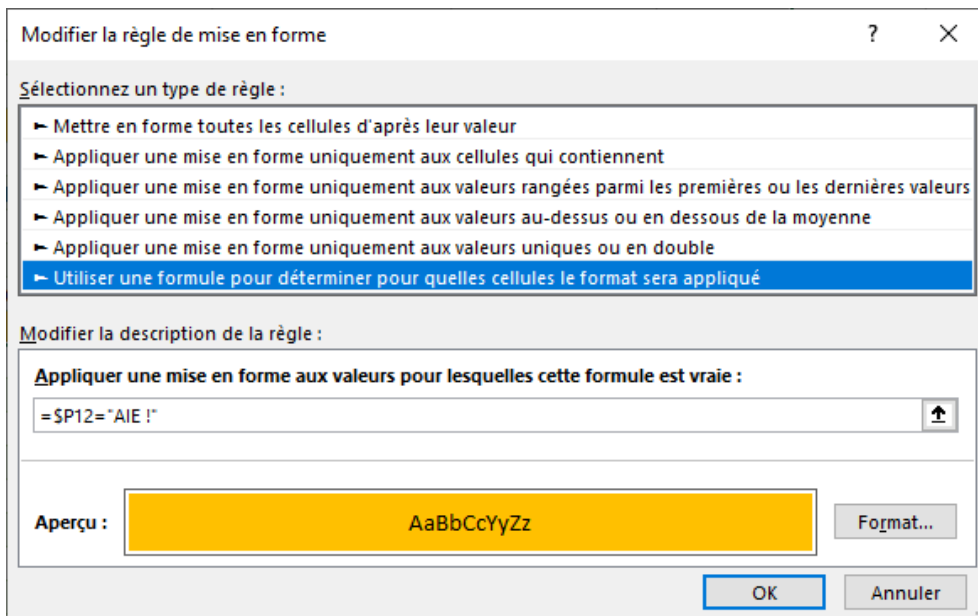 Modifier la règle de mise en forme
?
Sélectionnez un type de règle :
► Mettre en forme toutes les cellules d'après leur valeur
► Appliquer une mise en forme uniquement aux cellules qui contiennent
► Appliquer une mise en forme uniquement aux valeurs rangées parmi les premières ou les dernières valeurs
► Appliquer une mise en forme uniquement aux valeurs au-dessus ou en dessous de la moyenne
► Appliquer une mise en forme uniquement aux valeurs uniques ou en double
► Utiliser une formule pour déterminer pour quelles cellules le format sera appliqué
Modifier la description de la règle :
Appliquer une mise en forme aux valeurs pour lesquelles cette formule est vraie :
=$P12="AIE !"
Aperçu : AaBbCcYyZz Format...
OK Annuler